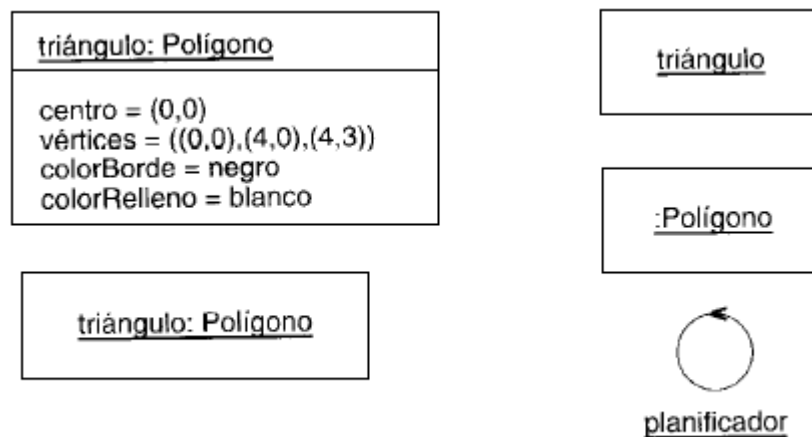 triángulo: Polígono
centro = (0,0)
vértices = ((0,0),(4,0),(4,3))
colorBorde = negro
colorRelleno = blanco
triángulo: Polígono
triángulo
:Polígono
planificador